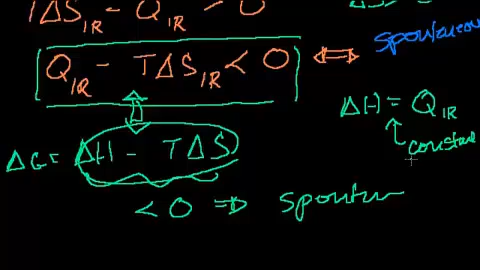 TΔS_IR - Q_IR > 0
Q_IR - TΔS_IR < 0 ⇔ spontaneous
ΔH = Q_IR
constant
ΔG = ΔH - TΔS
< 0 ⇒ spontan